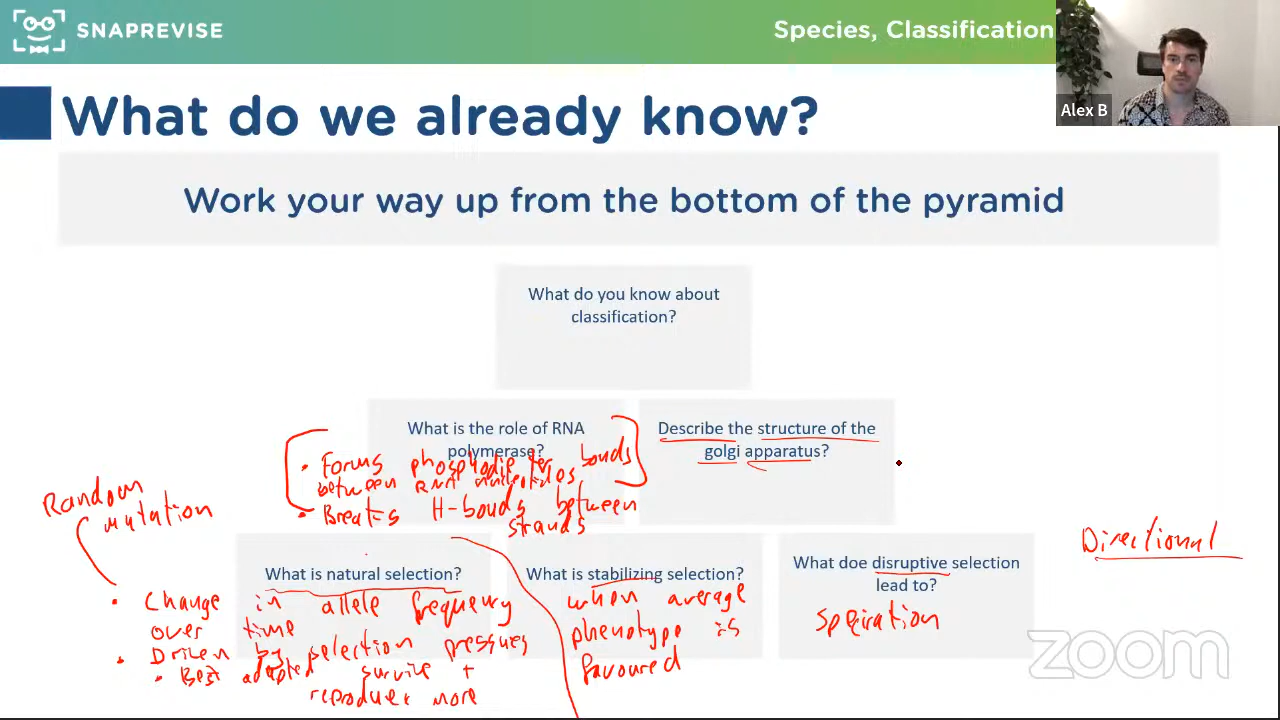 SNAPREVISE
Species, Classification
Alex B
What do we already know?
Work your way up from the bottom of the pyramid
What do you know about
classification?
What is the role of RNA
polymerase?
• Forms phosphodiester bonds
between RNA nucleotides
• Breaks H-bonds between
strands
Describe the structure of the
golgi apparatus?
Random
mutation
Directional
What is natural selection?
• Change in allele frequency
over time
• Driven by selection pressures
• Best adapted survive +
reproduce more
What is stabilizing selection?
when average
phenotype is
favoured
What doe disruptive selection
lead to?
speciation
zoom